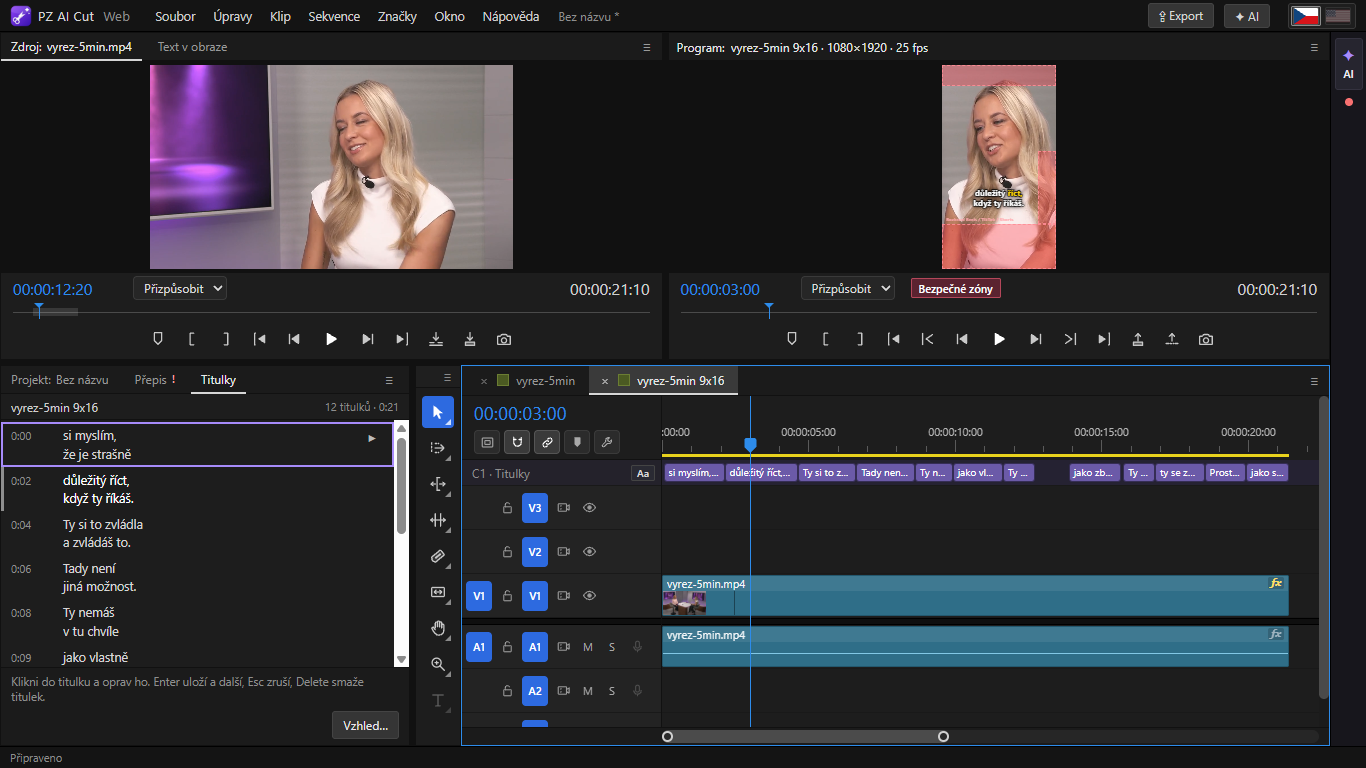 PZ AI Cut Web Soubor Úpravy Klip Sekvence Značky Okno Nápověda Bez názvu * Export AI
Zdroj: vyrez-5min.mp4 Text v obraze
Program: vyrez-5min 9x16 · 1080×1920 · 25 fps
AI
důležitý říct,
když ty říkáš.
00:00:12:20 Přizpůsobit 00:00:21:10
00:00:03:00 Přizpůsobit Bezpečné zóny 00:00:21:10
Projekt: Bez názvu Přepis ! Titulky
vyrez-5min 9x16 12 titulků · 0:21
0:00 si myslím,
že je strašně
0:02 důležitý říct,
když ty říkáš.
0:04 Ty si to zvládla
a zvládáš to.
0:06 Tady není
jiná možnost.
0:08 Ty nemáš
v tu chvíle
0:09 jako vlastně
Klikni do titulku a oprav ho. Enter uloží a další, Esc zruší, Delete smaže
titulek.
Vzhled...
T
× vyrez-5min × vyrez-5min 9x16
00:00:03:00
:00:00 00:00:05:00 00:00:10:00 00:00:15:00 00:00:20:00
C1 · Titulky Aa si myslím,... důležitý říct,... Ty si to z... Tady nen... Ty n... jako vl... Ty ... jako zb... Ty ... ty se z... Prost... jako s...
V3
V2
V1 V1 vyrez-5min.mp4 fx
A1 A1 M S vyrez-5min.mp4 fx
A2 M S
Připraveno